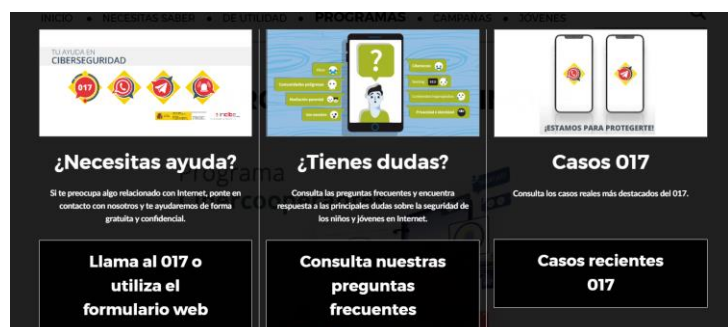 INICIO • NECESITAS SABER • DE UTILIDAD • PROGRAMAS • CAMPAÑAS • JÓVENES
TU AYUDA EN
CIBERSEGURIDAD
017
¿Necesitas ayuda?
Si te preocupa algo relacionado con Internet, ponte en
contacto con nosotros y te ayudaremos de forma
gratuita y confidencial.
Llama al 017 o
utiliza el
formulario web
?
¿Tienes dudas?
Consulta las preguntas frecuentes y encuentra
respuesta a las principales dudas sobre la seguridad de
los niños y jóvenes en Internet.
Consulta nuestras
preguntas
frecuentes
¡ESTAMOS PARA PROTEGERTE!
Casos 017
Consulta los casos reales más destacados del 017.
Casos recientes
017
Programa
Cibercooperantes